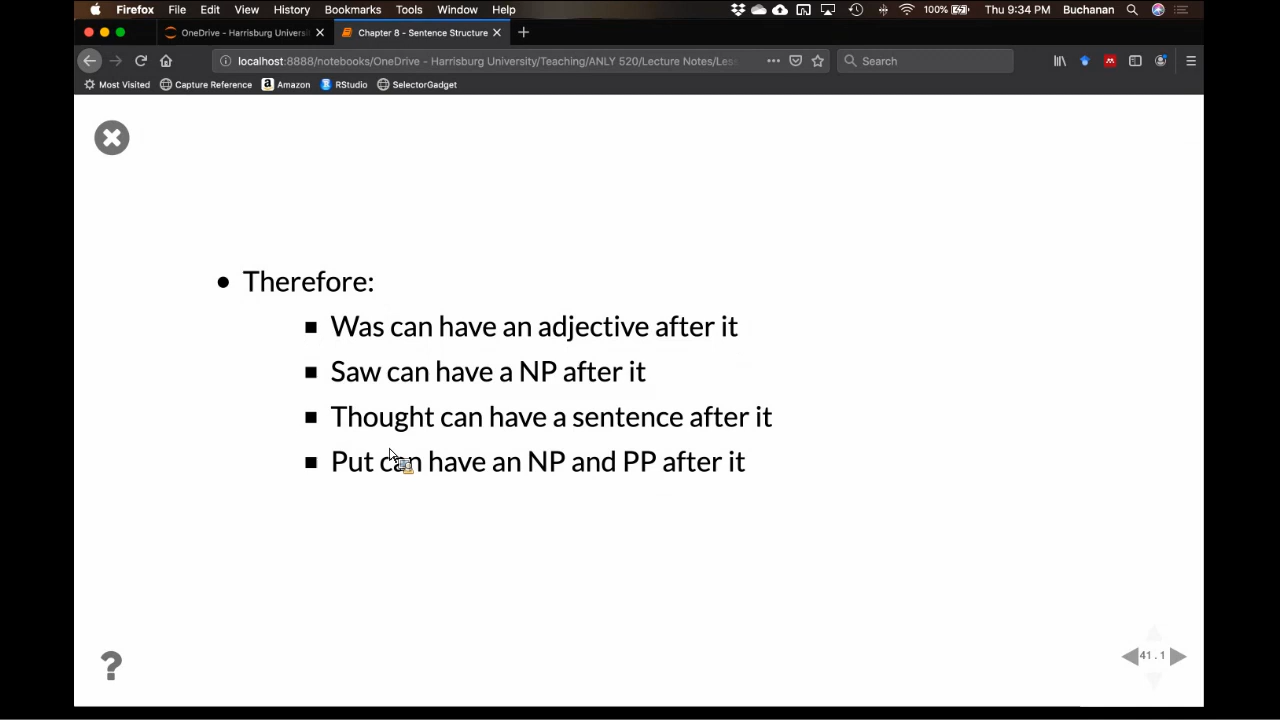 Firefox File Edit View History Bookmarks Tools Window Help 100% Thu 9:34 PM Buchanan
OneDrive - Harrisburg Universi Chapter 8 - Sentence Structure
localhost:8888/notebooks/OneDrive - Harrisburg University/Teaching/ANLY 520/Lecture Notes/Les Search
Most Visited Capture Reference Amazon RStudio SelectorGadget
Therefore:
Was can have an adjective after it
Saw can have a NP after it
Thought can have a sentence after it
Put can have an NP and PP after it
?
41.1